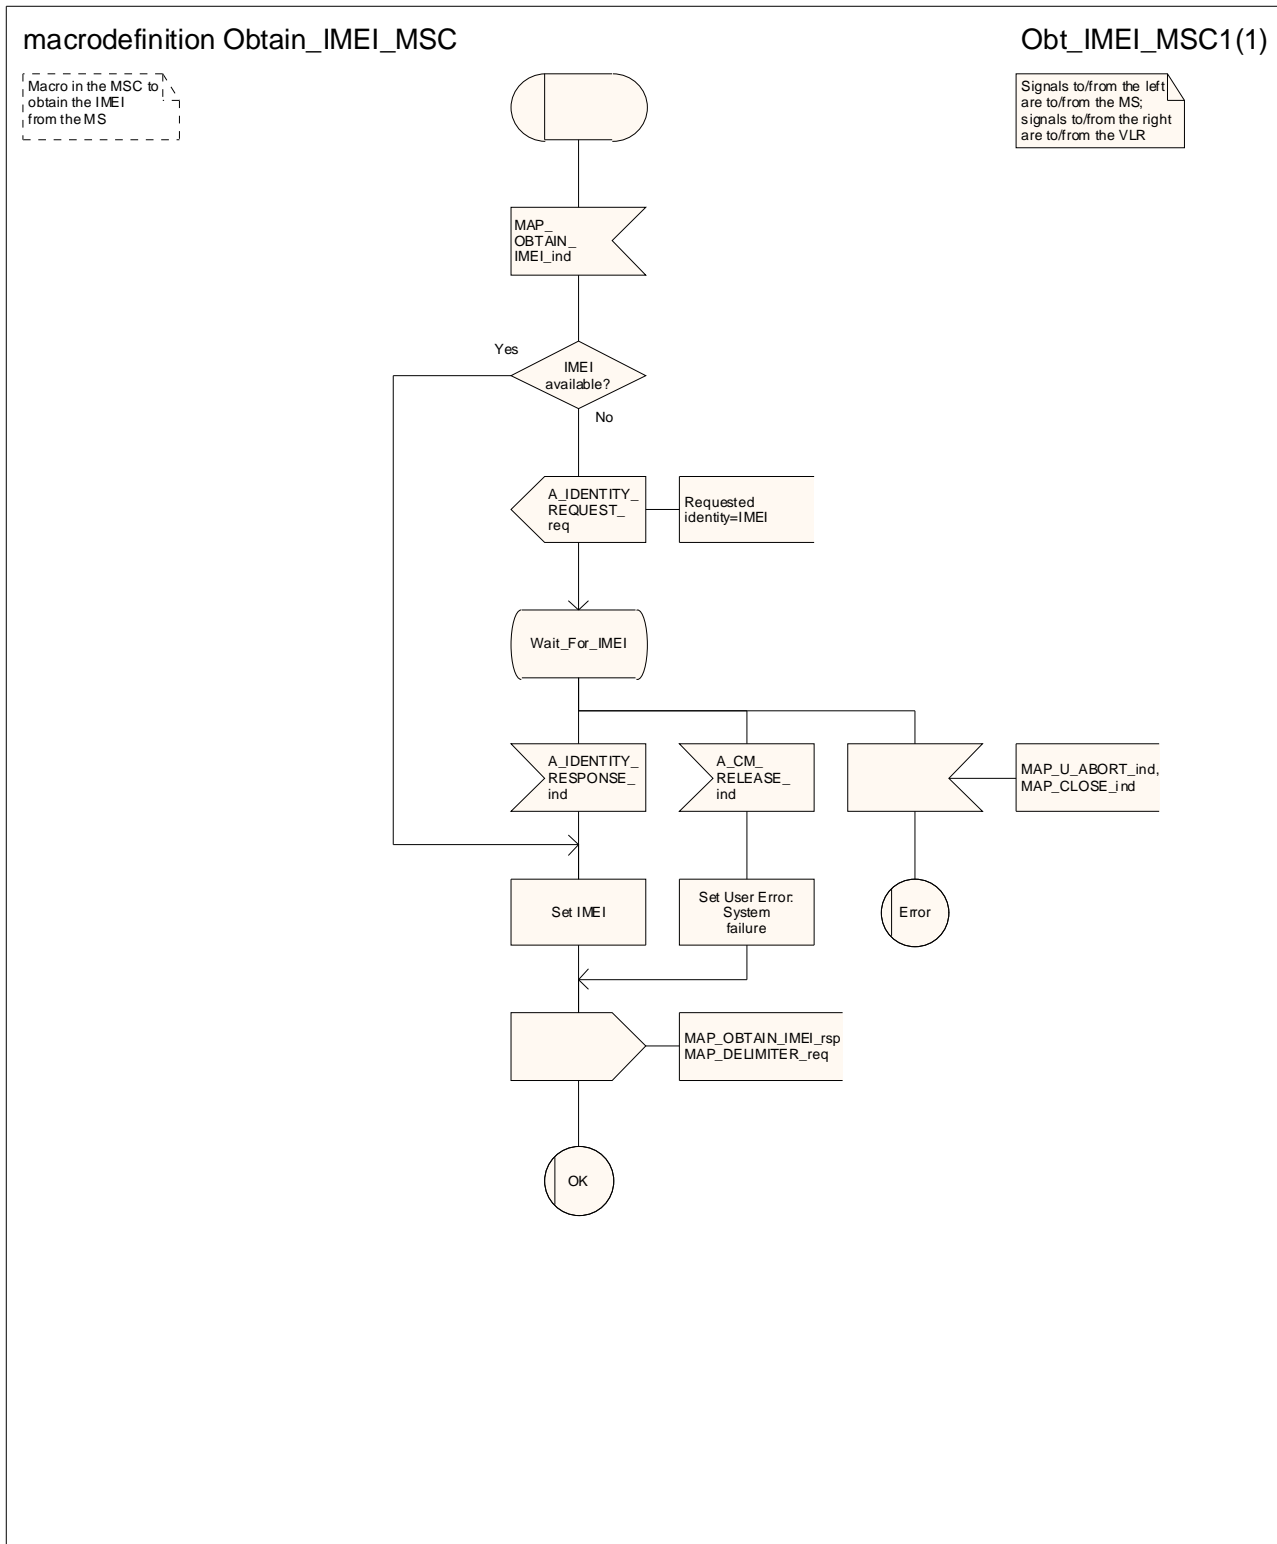 macrodefinition Obtain_IMEI_MSC
Obt_IMEI_MSC1(1)
Macro in the MSC to
obtain the IMEI
from the MS
Signals to/from the left
are to/from the MS;
signals to/from the right
are to/from the VLR
MAP_
OBTAIN_
IMEI_ind
Yes
IMEI
available?
No
A_IDENTITY_
REQUEST_
req
Requested
identity=IMEI
Wait_For_IMEI
A_IDENTITY_
RESPONSE_
ind
A_CM_
RELEASE_
ind
MAP_U_ABORT_ind,
MAP_CLOSE_ind
Set IMEI
Set User Error:
System
failure
Error
MAP_OBTAIN_IMEI_rsp
MAP_DELIMITER_req
OK